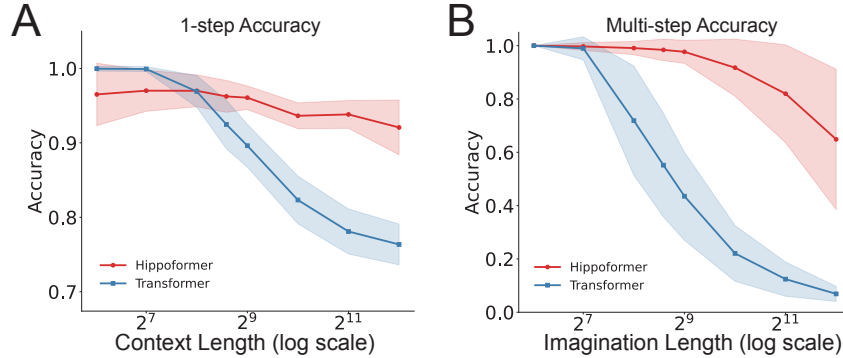 A
1-step Accuracy
Accuracy
1.0
0.9
0.8
0.7
Hippoformer
Transformer
2^7
2^9
2^11
Context Length (log scale)
B
Multi-step Accuracy
Accuracy
1.0
0.8
0.6
0.4
0.2
0.0
Hippoformer
Transformer
2^7
2^9
2^11
Imagination Length (log scale)